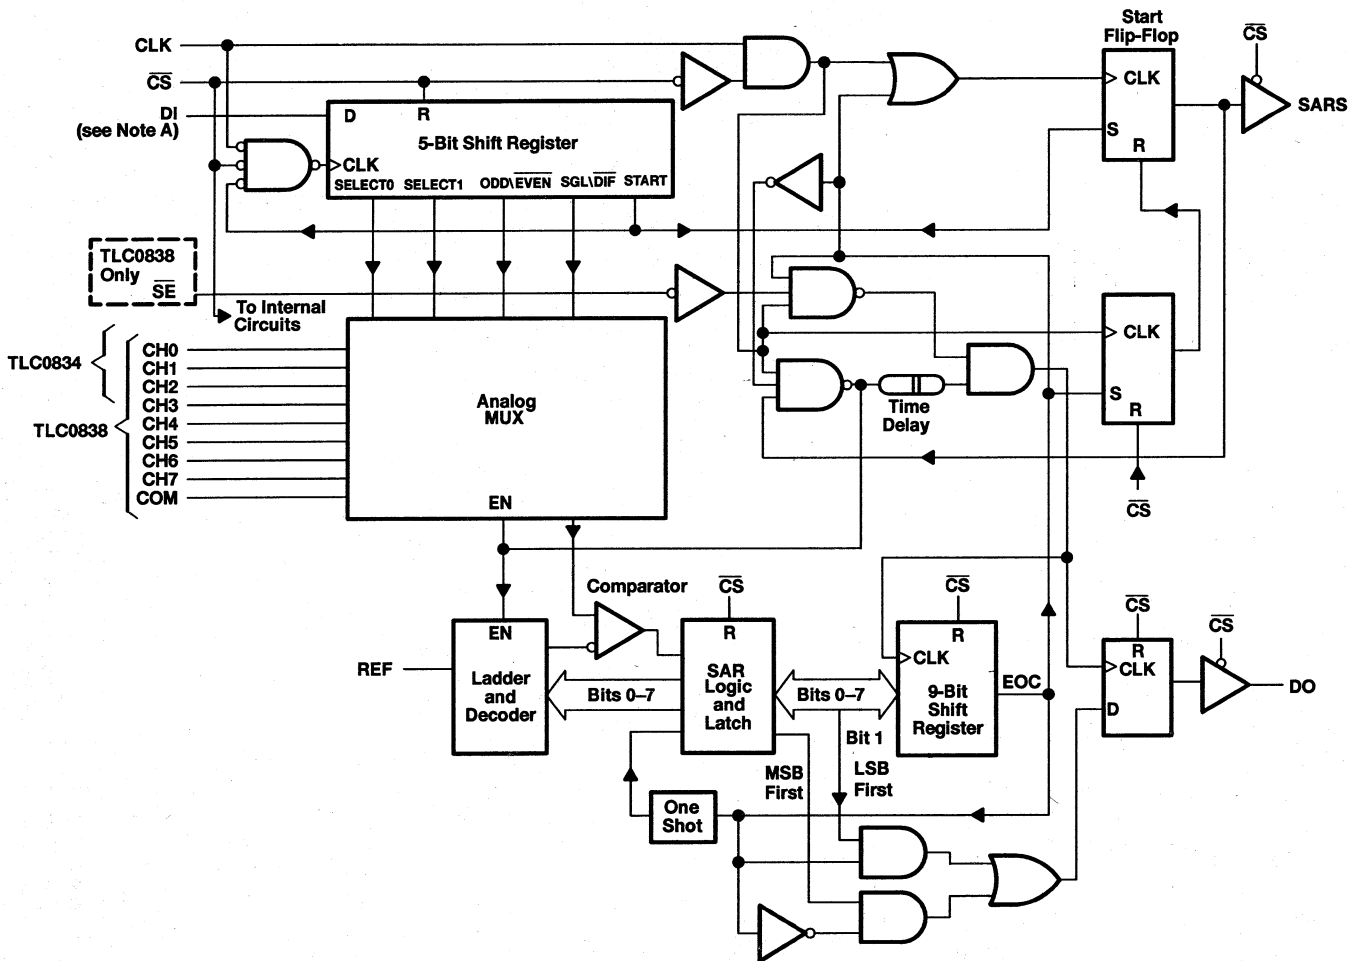 Start
Flip-Flop
CLK
CS
CS
CLK
SARS
DI
(see Note A)
D
R
5-Bit Shift Register
CLK
S
R
SELECT0 SELECT1 ODD\EVEN SGL\DIF START
TLC0838
Only
SE
To Internal
Circuits
TLC0834
TLC0838
CH0
CH1
CH2
CH3
CH4
CH5
CH6
CH7
COM
Analog
MUX
EN
CLK
S
R
CS
Time
Delay
Comparator
CS
CS
CS
CS
EN
REF
Ladder
and
Decoder
Bits 0–7
R
SAR
Logic
and
Latch
Bits 0–7
R
CLK
9-Bit
Shift
Register
EOC
R
CLK
D
DO
Bit 1
MSB
First
LSB
First
One
Shot